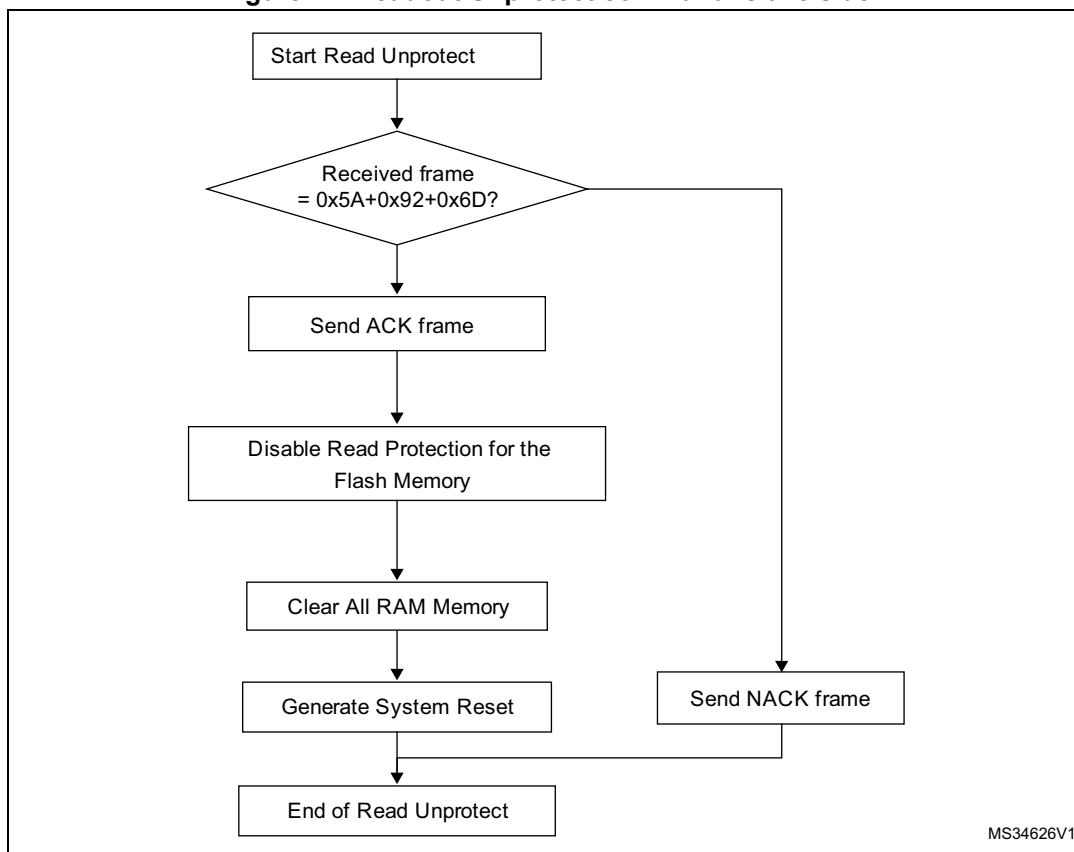 Start Read Unprotect
Received frame
= 0x5A+0x92+0x6D?
Send ACK frame
Disable Read Protection for the
Flash Memory
Clear All RAM Memory
Generate System Reset
Send NACK frame
End of Read Unprotect
MS34626V1